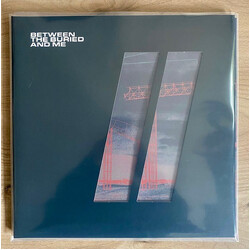 BETWEEN
THE BURIED
AND ME